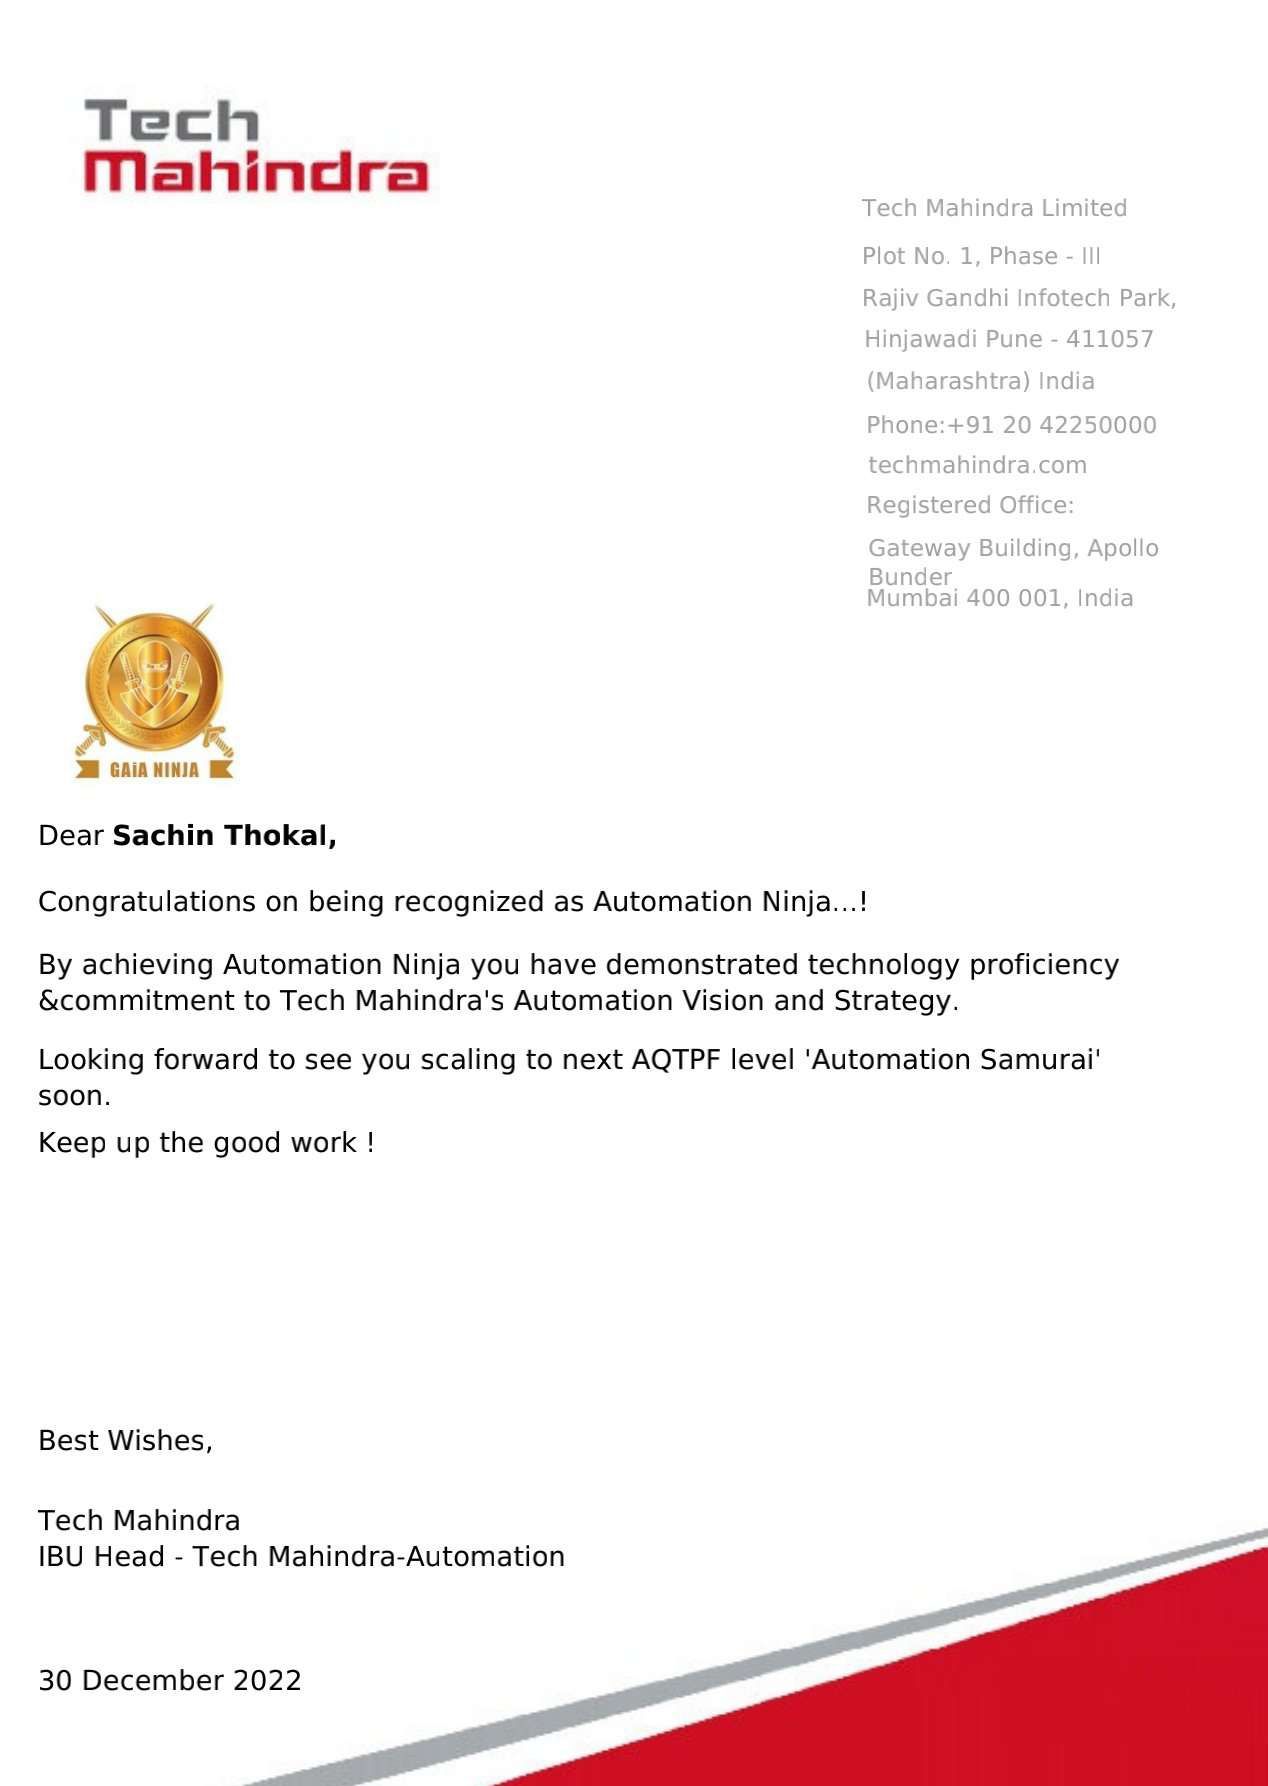 Tech
Mahindra
Tech Mahindra Limited
Plot No. 1, Phase - III
Rajiv Gandhi Infotech Park,
Hinjawadi Pune - 411057
(Maharashtra) India
Phone:+91 20 42250000
techmahindra.com
Registered Office:
Gateway Building, Apollo
Bunder
Mumbai 400 001, India
GAiA NINJA
Dear Sachin Thokal,
Congratulations on being recognized as Automation Ninja...!
By achieving Automation Ninja you have demonstrated technology proficiency
&commitment to Tech Mahindra's Automation Vision and Strategy.
Looking forward to see you scaling to next AQTPF level 'Automation Samurai'
soon.
Keep up the good work !
Best Wishes,
Tech Mahindra
IBU Head - Tech Mahindra-Automation
30 December 2022